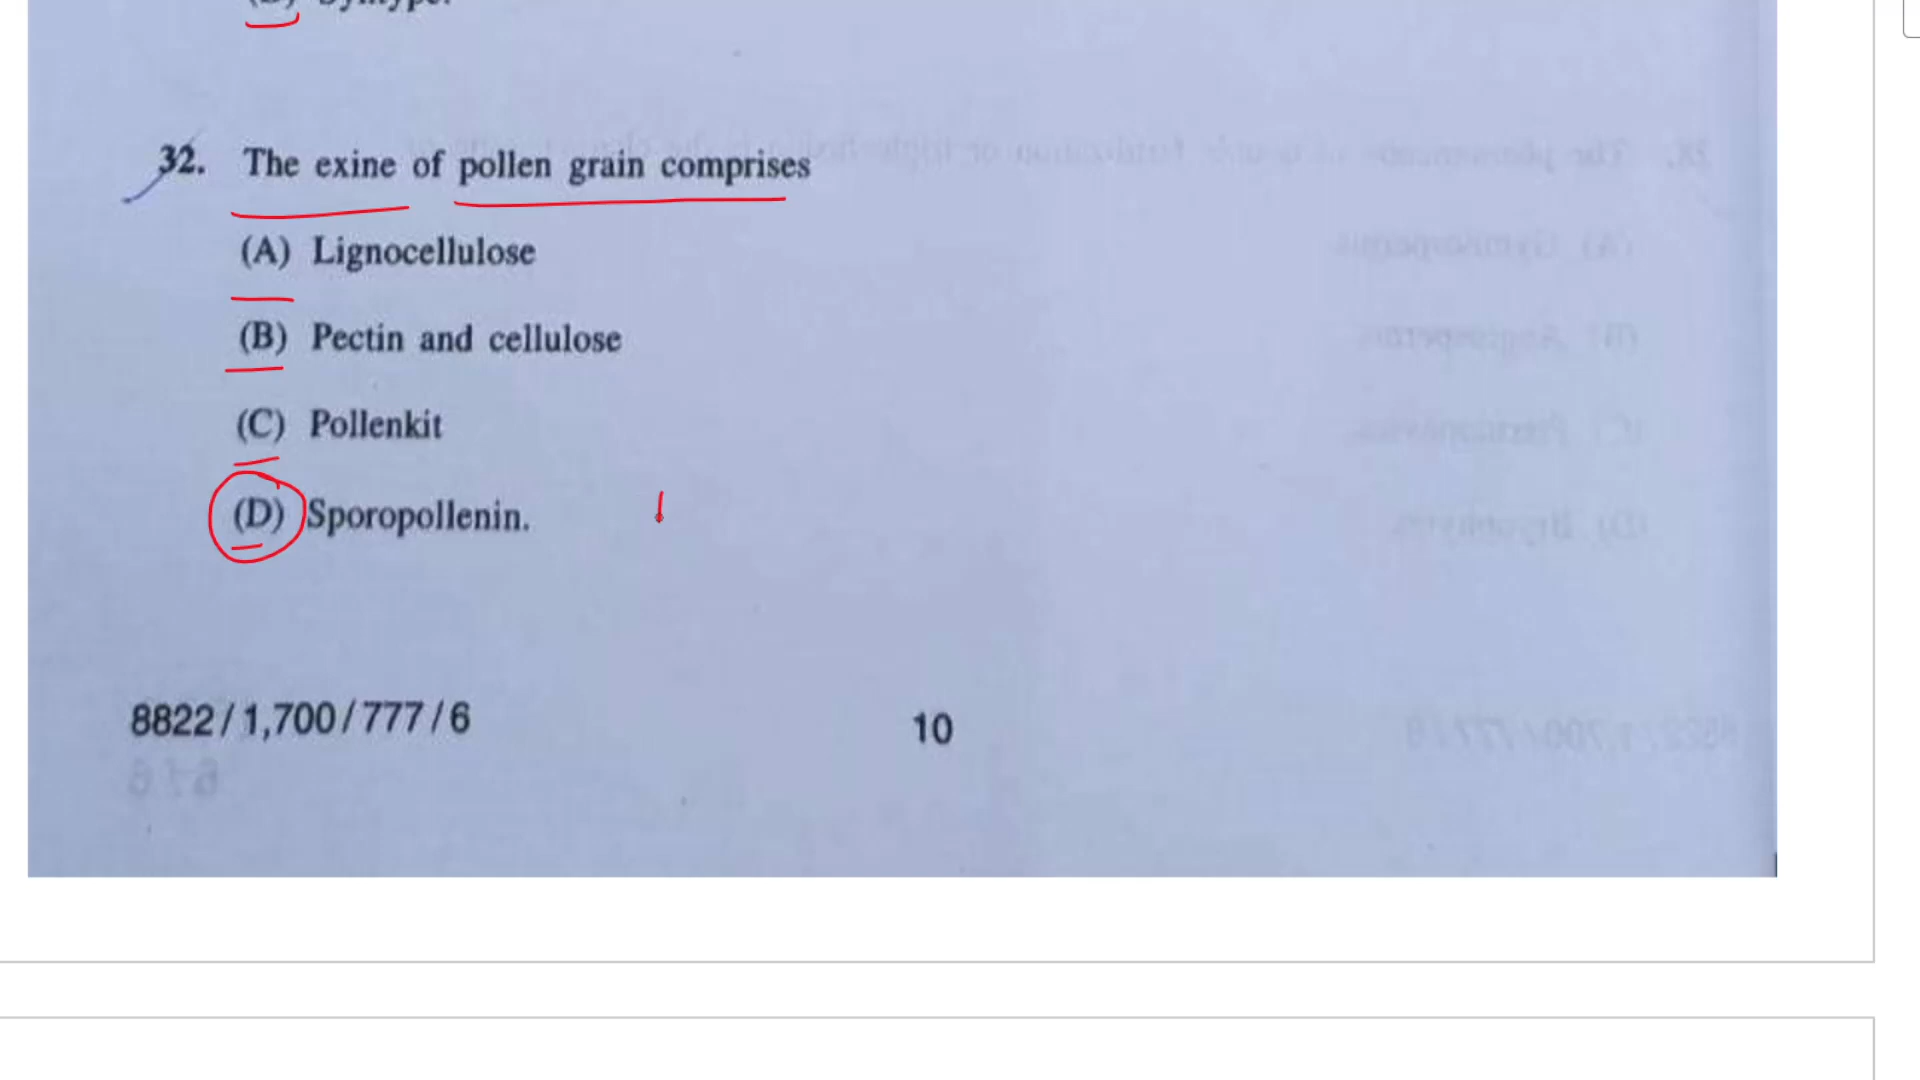 32. The exine of pollen grain comprises
(A) Lignocellulose
(B) Pectin and cellulose
(C) Pollenkit
(D) Sporopollenin.
8822/1,700/777/6
10